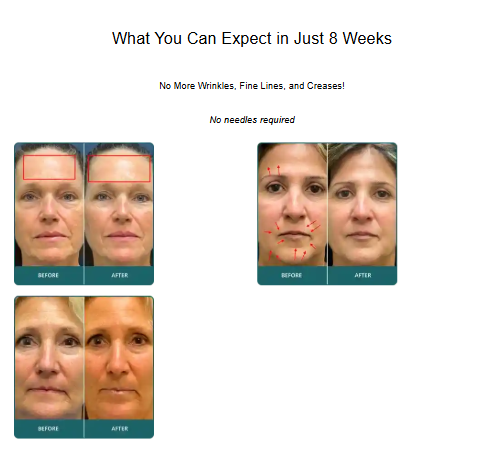 What You Can Expect in Just 8 Weeks
No More Wrinkles, Fine Lines, and Creases!
No needles required
BEFORE AFTER
BEFORE AFTER
BEFORE AFTER